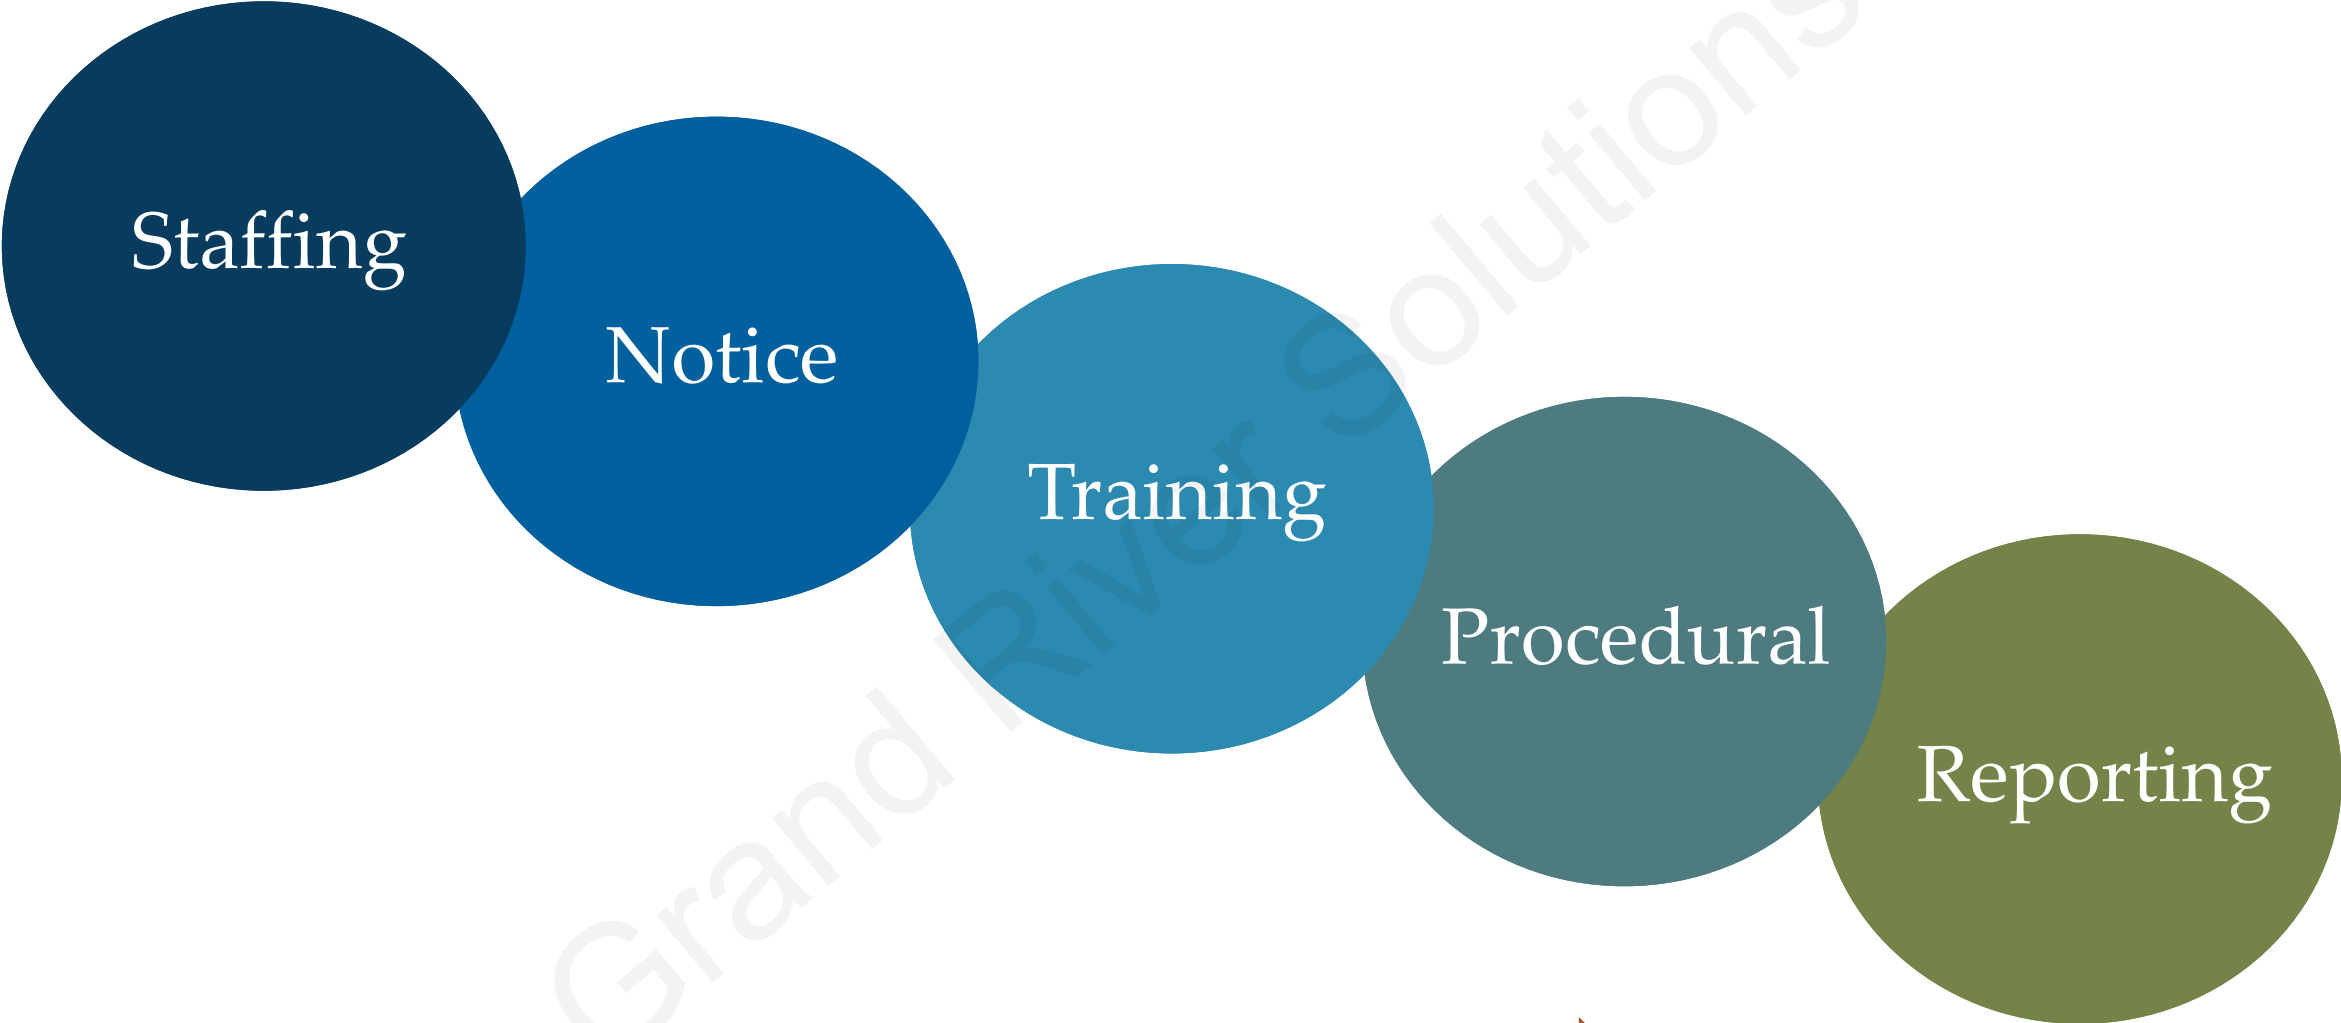 Staffing
Notice
Training
Procedural
Reporting
Grand River Solutions